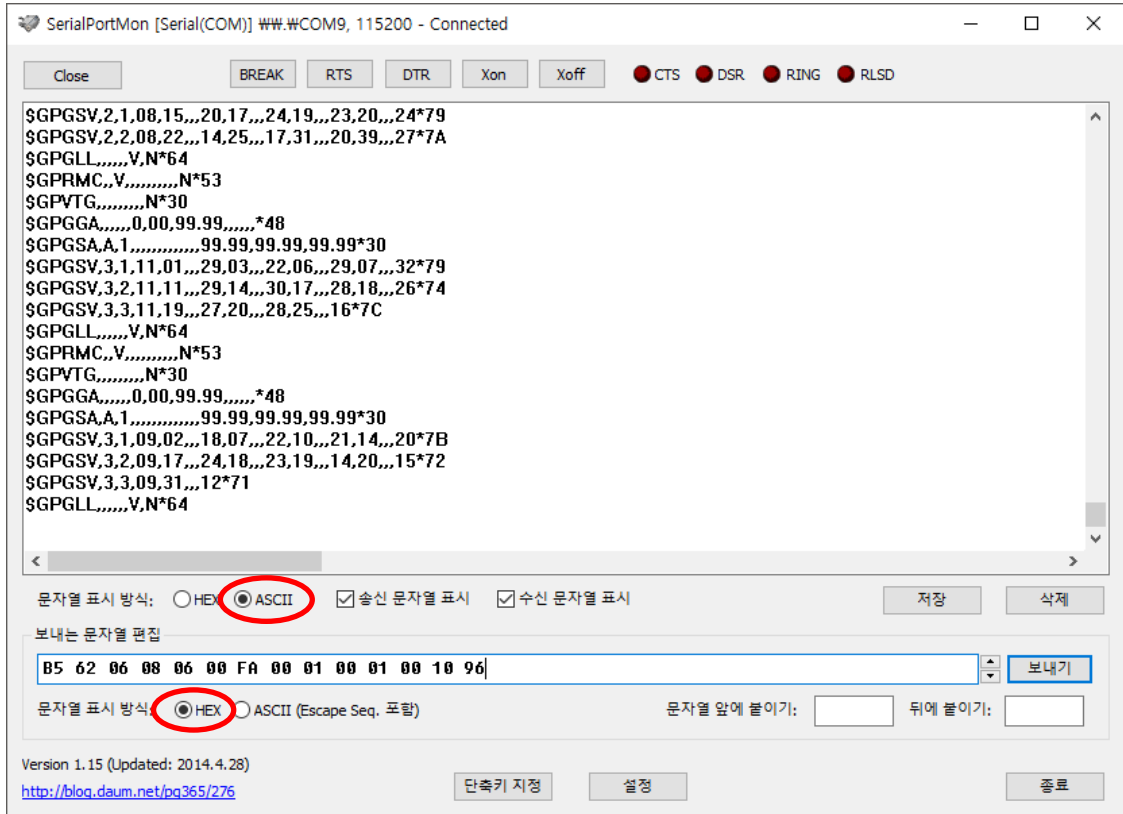 SerialPortMon [Serial(COM)] ₩₩.₩COM9, 115200 - Connected
Close BREAK RTS DTR Xon Xoff CTS DSR RING RLSD
$GPGSV,2,1,08,15,,,20,17,,,24,19,,,23,20,,,24*79
$GPGSV,2,2,08,22,,,14,25,,,17,31,,,20,39,,,27*7A
$GPGLL,,,,,,V,N*64
$GPRMC,,V,,,,,,,,,,N*53
$GPVTG,,,,,,,,,N*30
$GPGGA,,,,,,0,00,99.99,,,,,,*48
$GPGSA,A,1,,,,,,,,,,,,,99.99,99.99,99.99*30
$GPGSV,3,1,11,01,,,29,03,,,22,06,,,29,07,,,32*79
$GPGSV,3,2,11,11,,,29,14,,,30,17,,,28,18,,,26*74
$GPGSV,3,3,11,19,,,27,20,,,28,25,,,16*7C
$GPGLL,,,,,,V,N*64
$GPRMC,,V,,,,,,,,,,N*53
$GPVTG,,,,,,,,,N*30
$GPGGA,,,,,,0,00,99.99,,,,,,*48
$GPGSA,A,1,,,,,,,,,,,,,99.99,99.99,99.99*30
$GPGSV,3,1,09,02,,,18,07,,,22,10,,,21,14,,,20*7B
$GPGSV,3,2,09,17,,,24,18,,,23,19,,,14,20,,,15*72
$GPGSV,3,3,09,31,,,12*71
$GPGLL,,,,,,V,N*64
문자열 표시 방식: HEX ASCII 송신 문자열 표시 수신 문자열 표시 저장 삭제
보내는 문자열 편집
B5 62 06 08 06 00 FA 00 01 00 01 00 10 96 보내기
문자열 표시 방식: HEX ASCII (Escape Seq. 포함) 문자열 앞에 붙이기: 뒤에 붙이기:
Version 1.15 (Updated: 2014.4.28)
http://blog.daum.net/pg365/276 단축키 지정 설정 종료